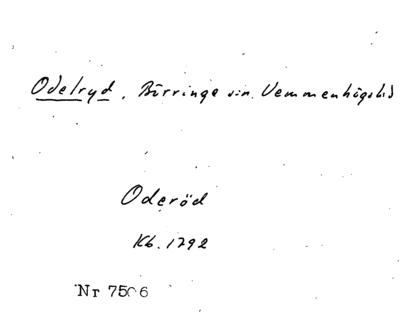 Odelryd, Börringe sn. Vemmenhögs hd
Oderöd
Kb. 1792
Nr 7506